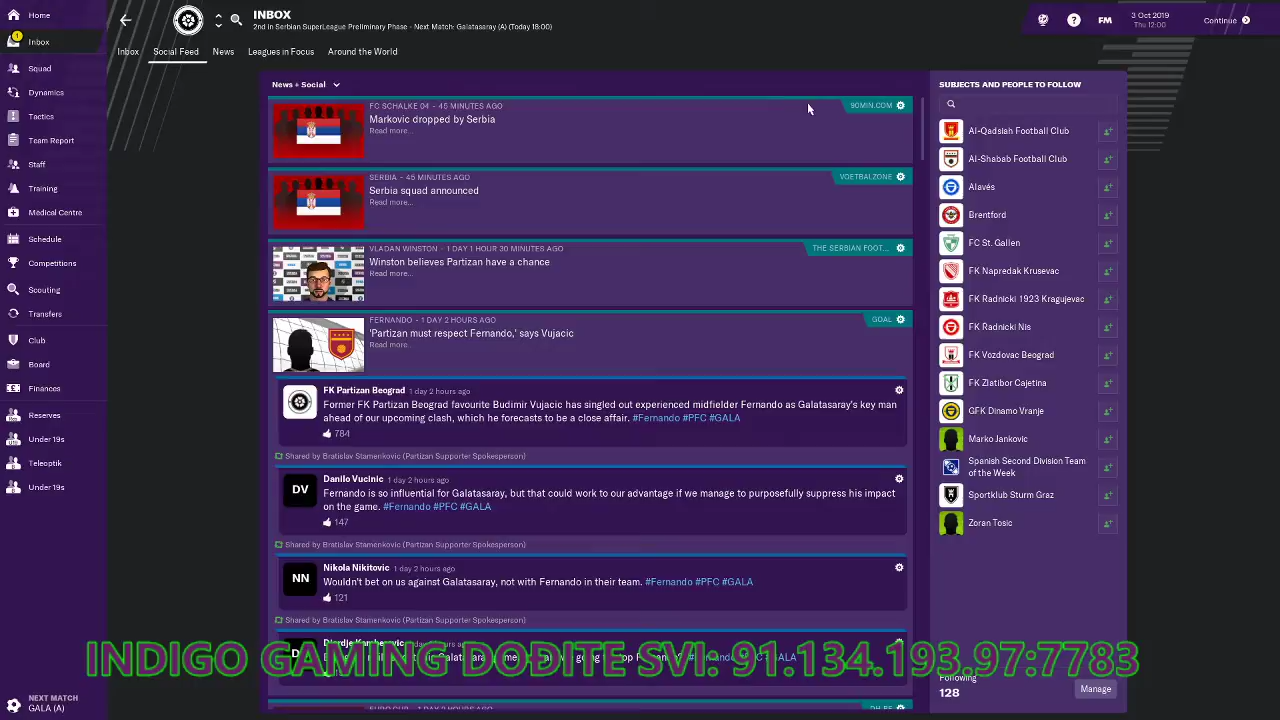 Home
INBOX
2nd in Serbian SuperLeague Preliminary Phase - Next Match: Galatasaray (A) (Today 18:00)
FM
3 Oct 2019
Thu 12:00
Continue
1
Inbox
Inbox
Social Feed
News
Leagues in Focus
Around the World
Squad
Dynamics
Tactics
Team Report
Staff
Training
Medical Centre
Schedule
Competitions
Scouting
Transfers
Club
Board
Finances
Reserves
Under 19s
Teleoptik
Under 19s
NEXT MATCH
GALA (A)
News + Social
FC SCHALKE 04 - 45 MINUTES AGO
90MIN.COM
Markovic dropped by Serbia
Read more...
SERBIA - 45 MINUTES AGO
VOETBALZONE
Serbia squad announced
Read more...
VLADAN WINSTON - 1 DAY 1 HOUR 30 MINUTES AGO
THE SERBIAN FOOT...
Winston believes Partizan have a chance
Read more...
FERNANDO - 1 DAY 2 HOURS AGO
GOAL
'Partizan must respect Fernando,' says Vujacic
Read more...
FK Partizan Beograd 1 day 2 hours ago
Former FK Partizan Beograd favourite Budimir Vujacic has singled out experienced midfielder Fernando as Galatasaray's key man
ahead of our upcoming clash, which he forecasts to be a close affair. #Fernando #PFC #GALA
784
Shared by Bratislav Stamenkovic (Partizan Supporter Spokesperson)
DV
Danilo Vucinic 1 day 2 hours ago
Fernando is so influential for Galatasaray, but that could work to our advantage if we manage to purposefully suppress his impact
on the game. #Fernando #PFC #GALA
147
Shared by Bratislav Stamenkovic (Partizan Supporter Spokesperson)
NN
Nikola Nikitovic 1 day 2 hours ago
Wouldn't bet on us against Galatasaray, not with Fernando in their team. #Fernando #PFC #GALA
121
Shared by Bratislav Stamenkovic (Partizan Supporter Spokesperson)
INDIGO GAMING DODITE SVI: 91.134.193.97:7783
SUBJECTS AND PEOPLE TO FOLLOW
Al-Qadsiah Football Club
Al-Shabab Football Club
Alavés
Brentford
FC St. Gallen
FK Napredak Krusevac
FK Radnicki 1923 Kragujevac
FK Radnicki Nis
FK Vozdovac Beograd
FK Zlatibor Cajetina
GFK Dinamo Vranje
Marko Jankovic
Spanish Second Division Team
of the Week
Sportklub Sturm Graz
Zoran Tosic
Following
128
Manage